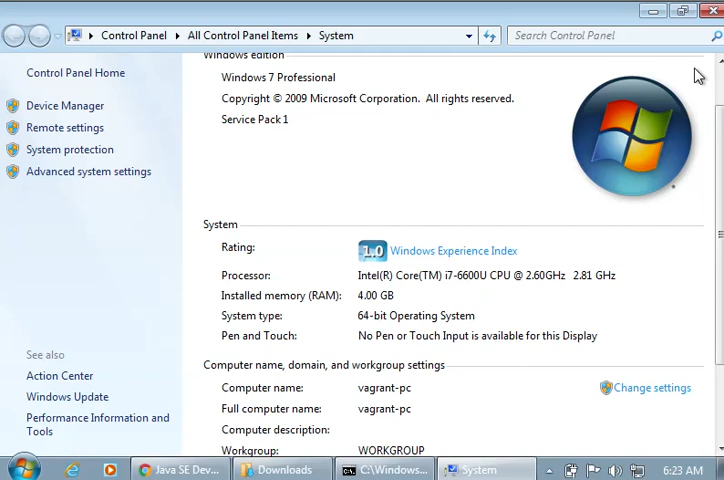 Control Panel All Control Panel Items System Search Control Panel
Control Panel Home
Device Manager
Remote settings
System protection
Advanced system settings
See also
Action Center
Windows Update
Performance Information and
Tools
Windows edition
Windows 7 Professional
Copyright © 2009 Microsoft Corporation. All rights reserved.
Service Pack 1
System
Rating: 1.0 Windows Experience Index
Processor: Intel(R) Core(TM) i7-6600U CPU @ 2.60GHz 2.81 GHz
Installed memory (RAM): 4.00 GB
System type: 64-bit Operating System
Pen and Touch: No Pen or Touch Input is available for this Display
Computer name, domain, and workgroup settings
Computer name: vagrant-pc Change settings
Full computer name: vagrant-pc
Computer description:
Workgroup: WORKGROUP
Java SE Dev... Downloads C:\Windows... System 6:23 AM